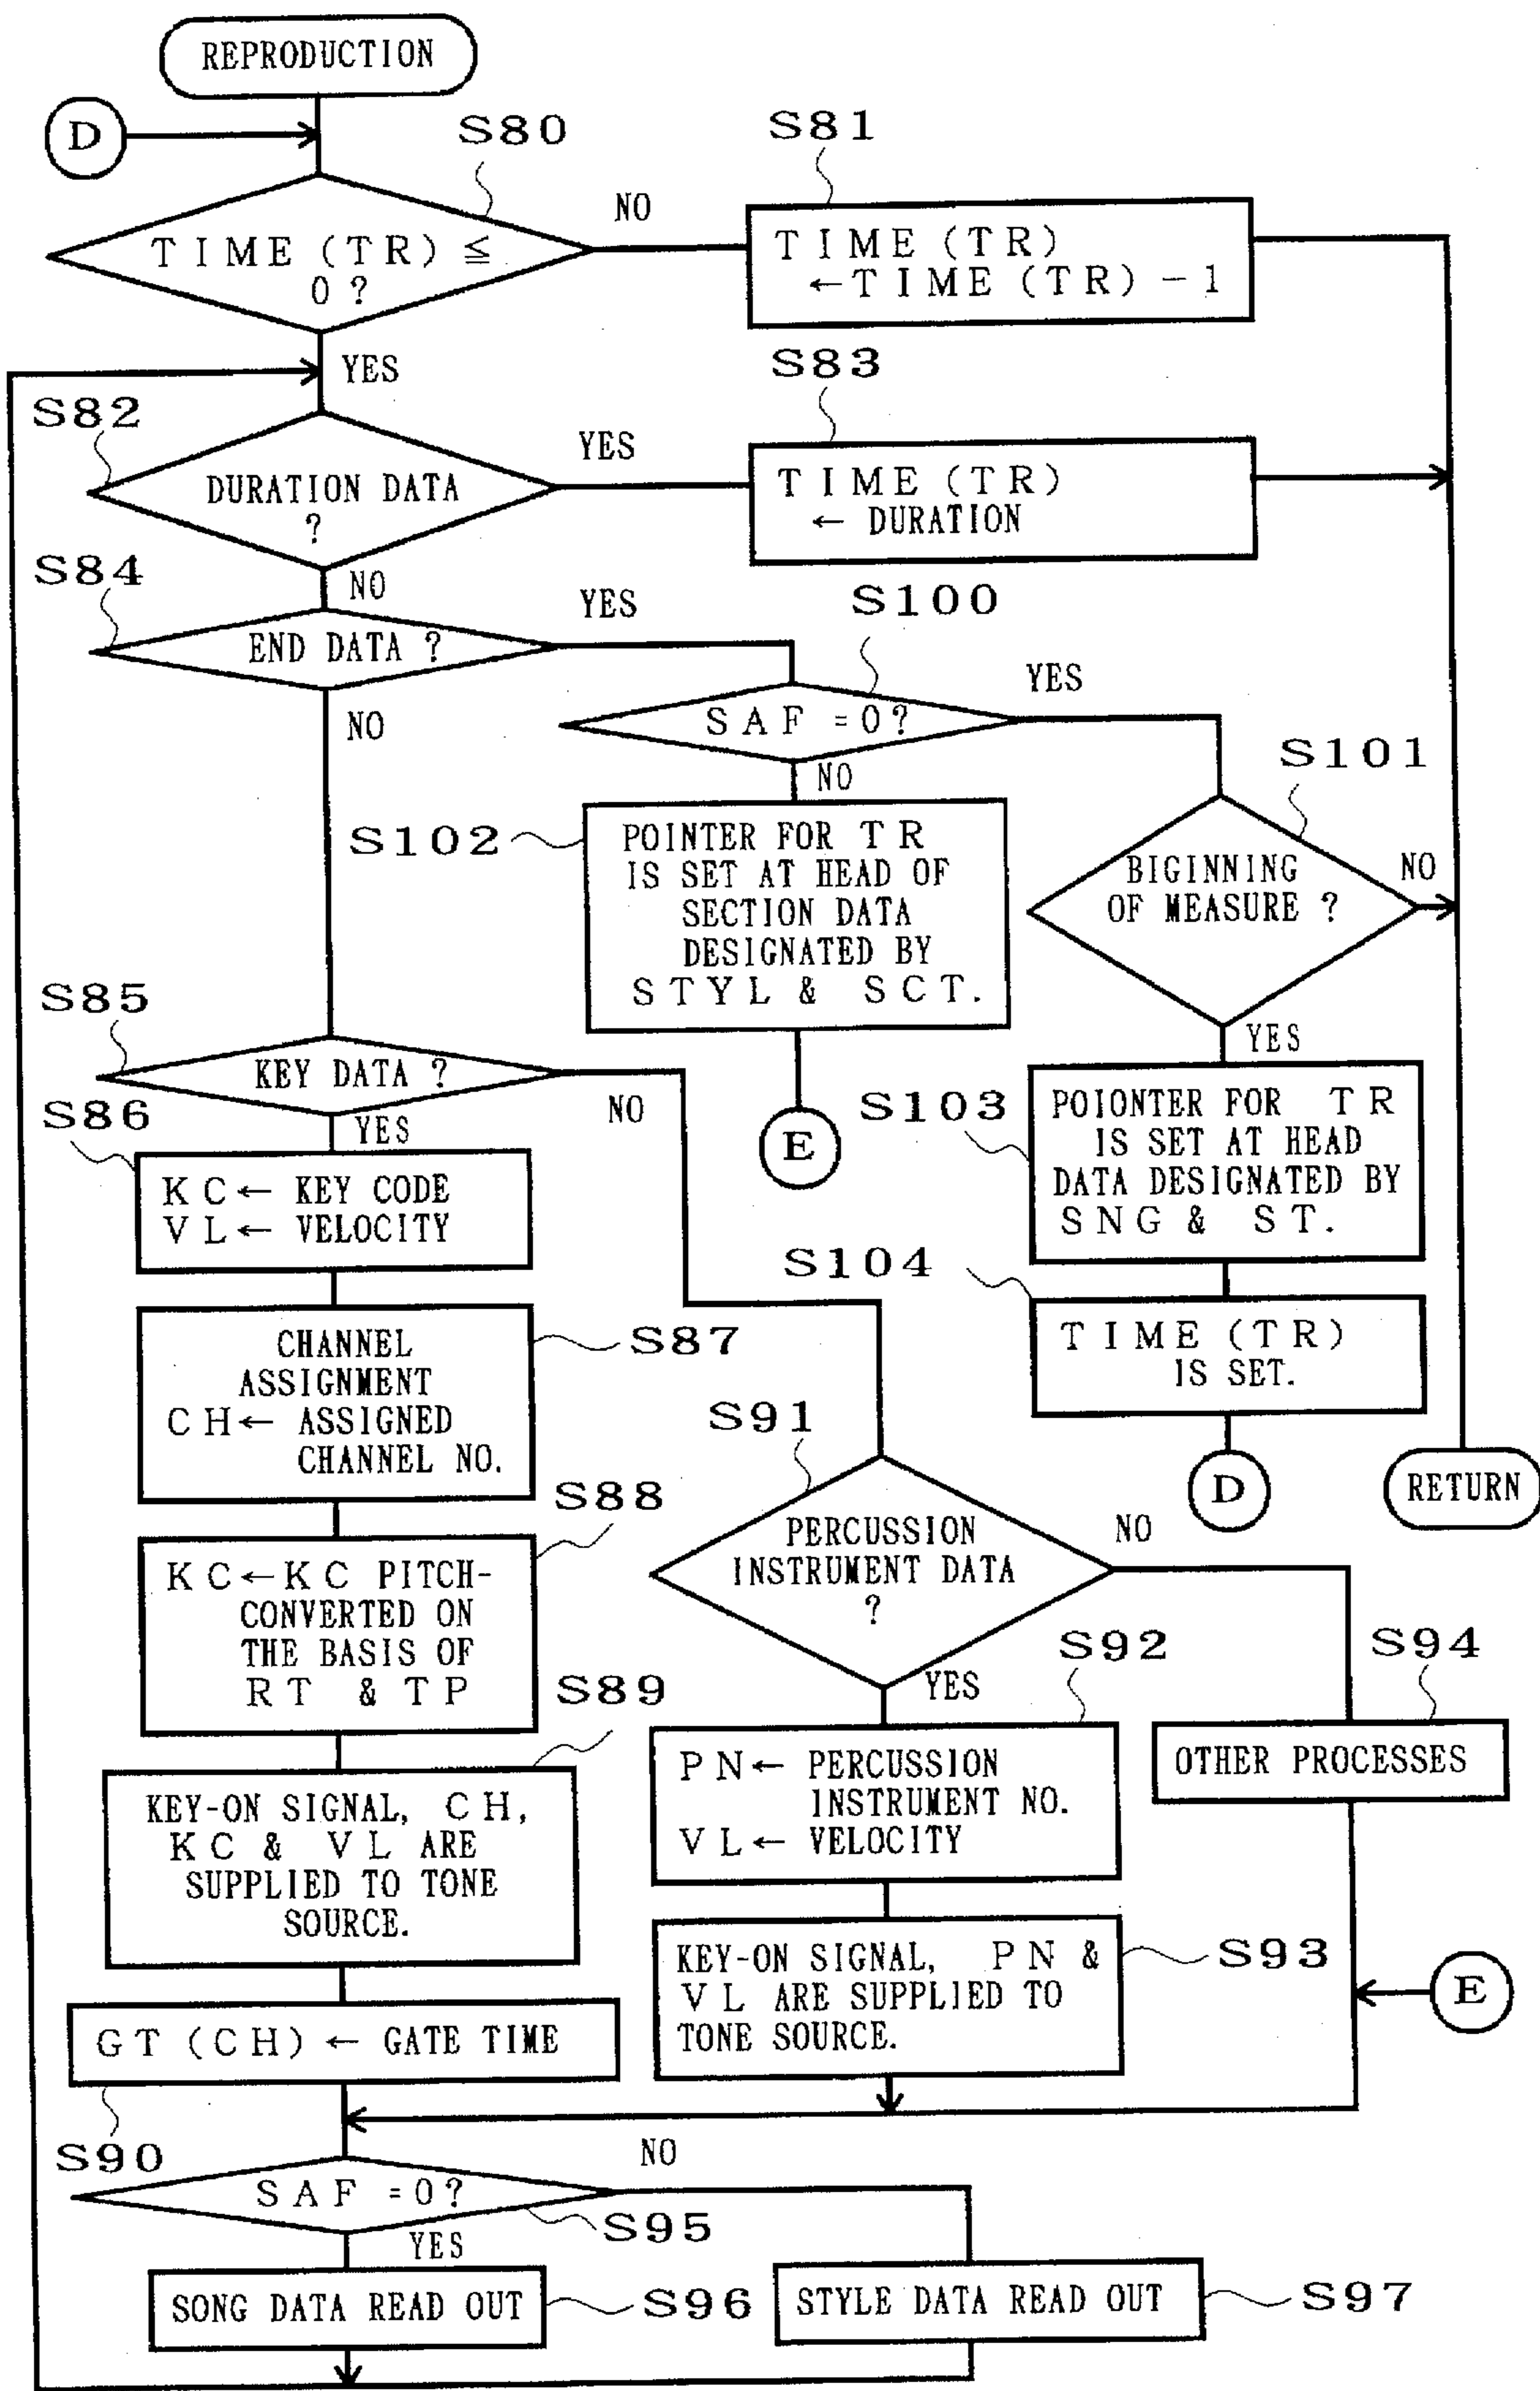 REPRODUCTION
D
S80
TIME (TR) ≦
0 ?
NO
S81
TIME (TR)
←TIME (TR) −1
YES
S82
DURATION DATA
?
YES
S83
TIME (TR)
← DURATION
NO
S84
END DATA ?
YES
S100
NO
SAF =0?
YES
NO
S101
BIGINNING
OF MEASURE ?
NO
S102
POINTER FOR TR
IS SET AT HEAD OF
SECTION DATA
DESIGNATED BY
STYL & SCT.
E
YES
S103
POIONTER FOR TR
IS SET AT HEAD
DATA DESIGNATED BY
SNG & ST.
S104
TIME (TR)
IS SET.
D
RETURN
S85
KEY DATA ?
NO
YES
S86
KC← KEY CODE
VL← VELOCITY
CHANNEL
ASSIGNMENT
CH← ASSIGNED
CHANNEL NO.
S87
S88
KC←KC PITCH-
CONVERTED ON
THE BASIS OF
RT & TP
S89
KEY-ON SIGNAL, CH,
KC & VL ARE
SUPPLIED TO TONE
SOURCE.
GT (CH) ← GATE TIME
S90
S91
PERCUSSION
INSTRUMENT DATA
?
NO
YES
S92
PN← PERCUSSION
INSTRUMENT NO.
VL← VELOCITY
S94
OTHER PROCESSES
KEY-ON SIGNAL, PN &
VL ARE SUPPLIED TO
TONE SOURCE.
S93
E
SAF =0?
NO
S95
YES
SONG DATA READ OUT
S96
STYLE DATA READ OUT
S97